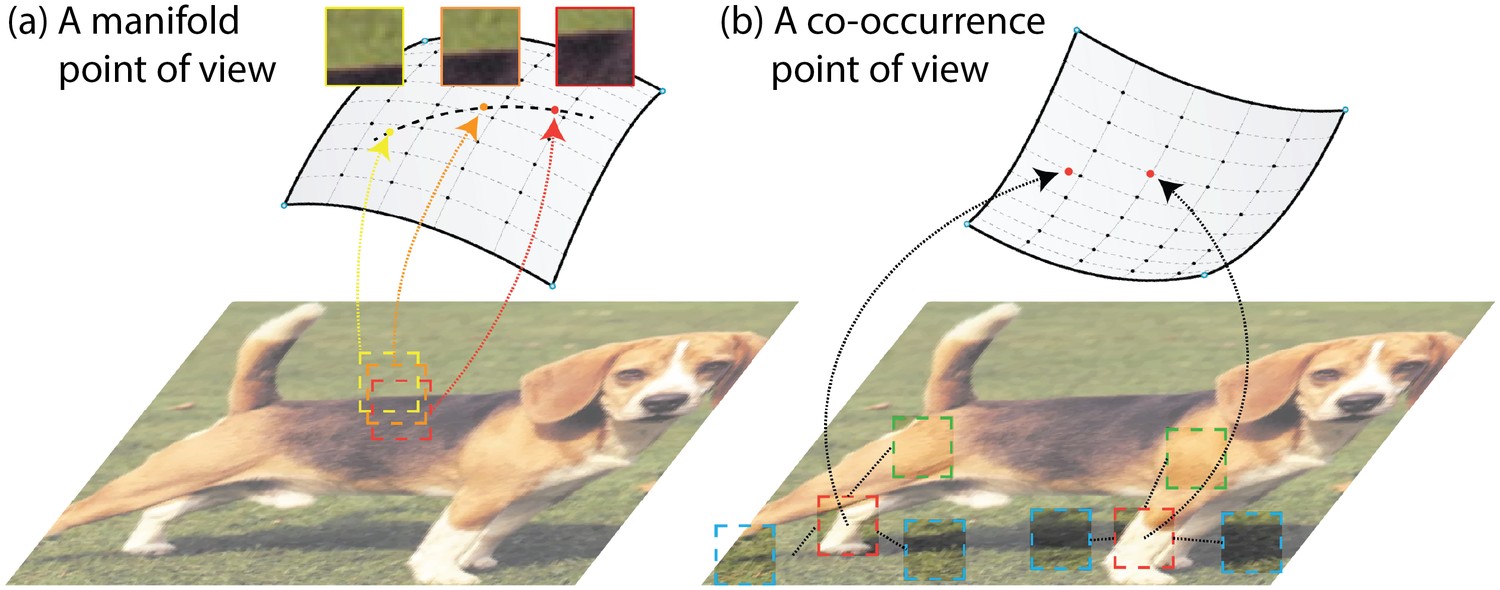 (a) A manifold
point of view
(b) A co-occurrence
point of view